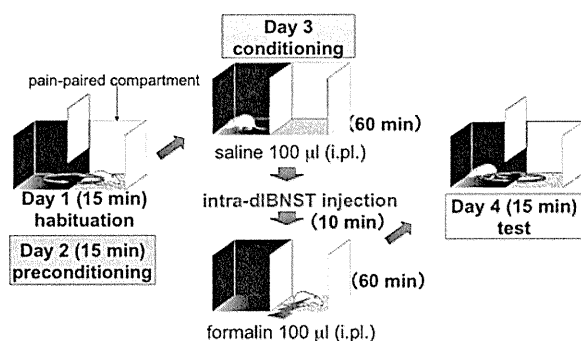 Day 3
conditioning
pain-paired compartment
(60 min)
saline 100 µl (i.pl.)
Day 1 (15 min)
habituation
intra-dlBNST injection
(10 min)
Day 4 (15 min)
test
Day 2 (15 min)
preconditioning
(60 min)
formalin 100 µl (i.pl.)